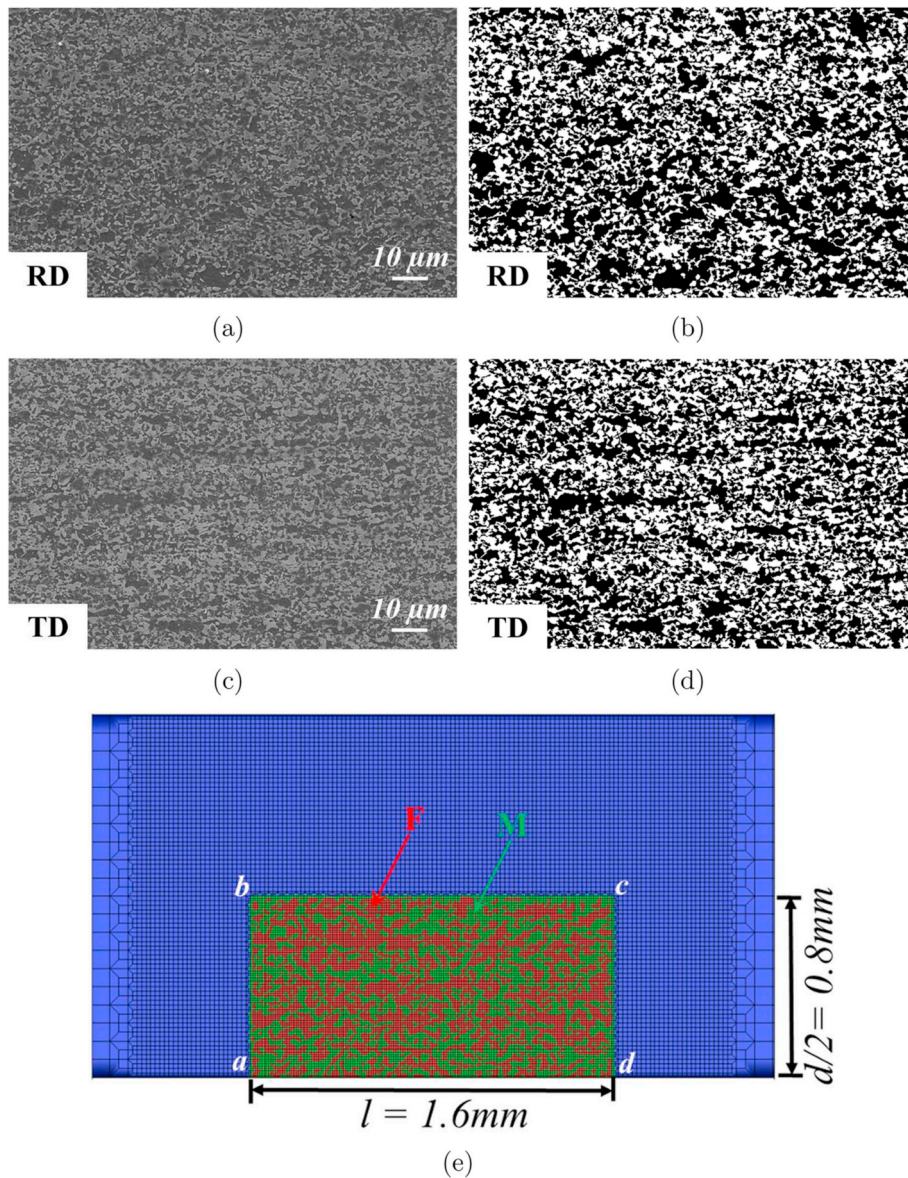 10 μm
RD
RD
(a)
(b)
10 μm
TD
TD
(c)
(d)
F
M
b
c
a
d
d/2= 0.8mm
l = 1.6mm
(e)